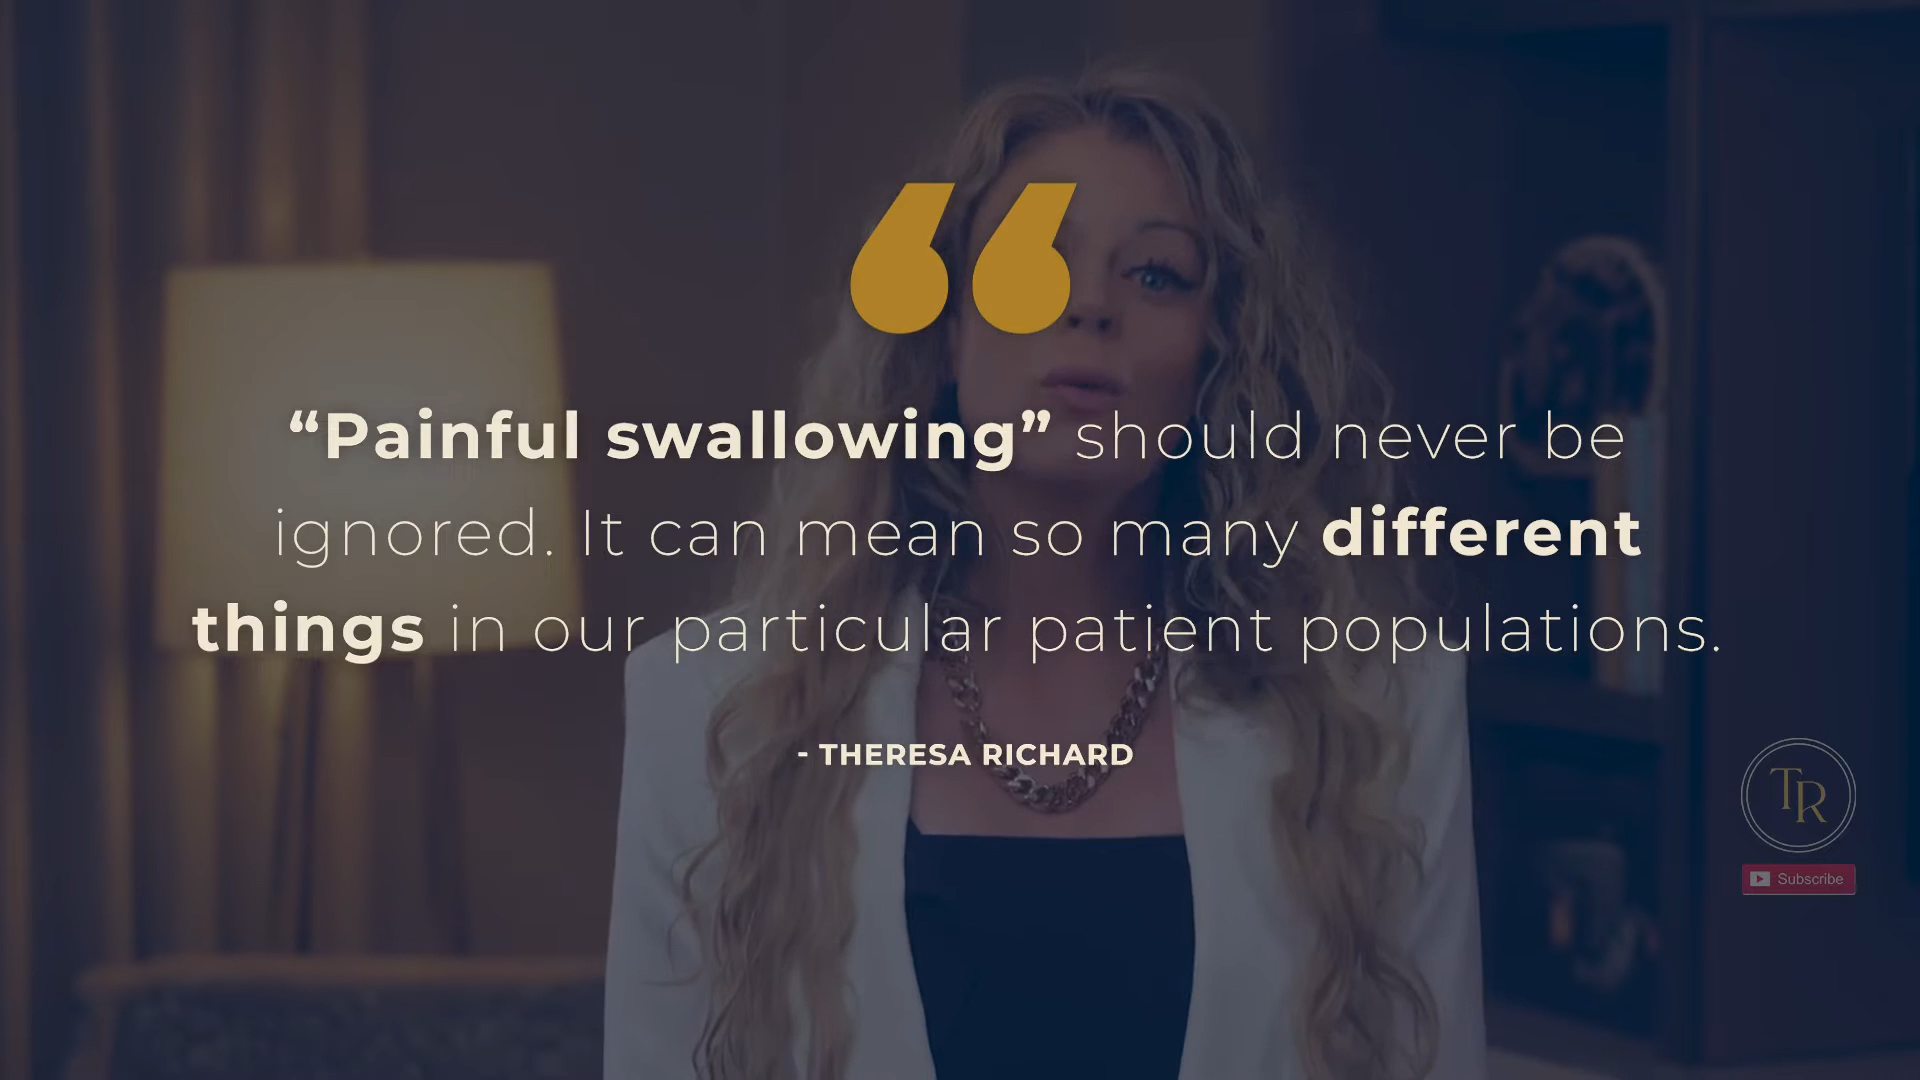 “Painful swallowing” should never be
ignored. It can mean so many different
things in our particular patient populations.
- THERESA RICHARD
TR
Subscribe